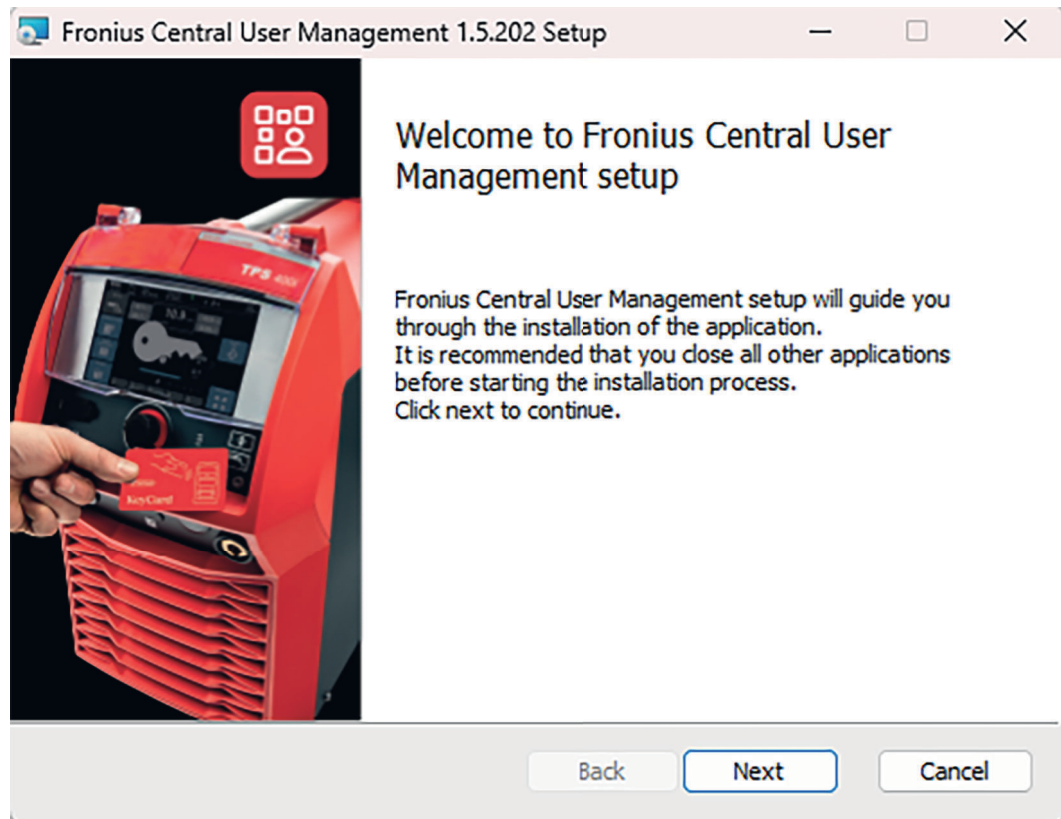 Fronius Central User Management 1.5.202 Setup
Welcome to Fronius Central User
Management setup
TPS 400i
10.9
Fronius Central User Management setup will guide you
through the installation of the application.
It is recommended that you close all other applications
before starting the installation process.
Click next to continue.
KeyCard
Back
Next
Cancel